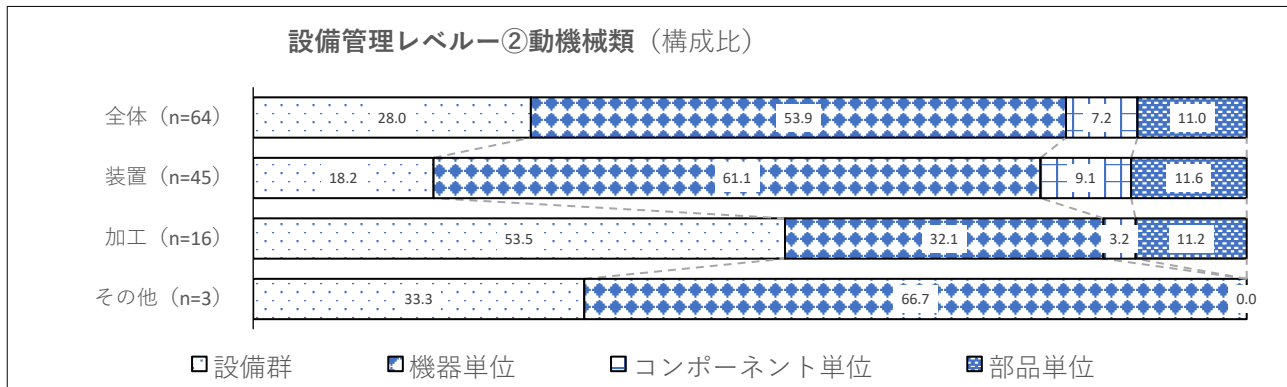 設備管理レベルー②動機械類（構成比）
全体（n=64） 28.0 53.9 7.2 11.0
装置（n=45） 18.2 61.1 9.1 11.6
加工（n=16） 53.5 32.1 3.2 11.2
その他（n=3） 33.3 66.7 0.0
設備群 機器単位 コンポーネント単位 部品単位